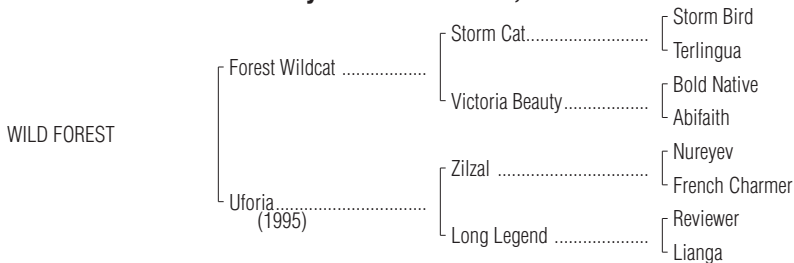 Storm Bird
Storm Cat..............................
Terlingua
Forest Wildcat ..................
Bold Native
Victoria Beauty.....................
Abifaith
WILD FOREST
Nureyev
Zilzal .....................................
French Charmer
Uforia................................
(1995)
Reviewer
Long Legend .......................
Lianga